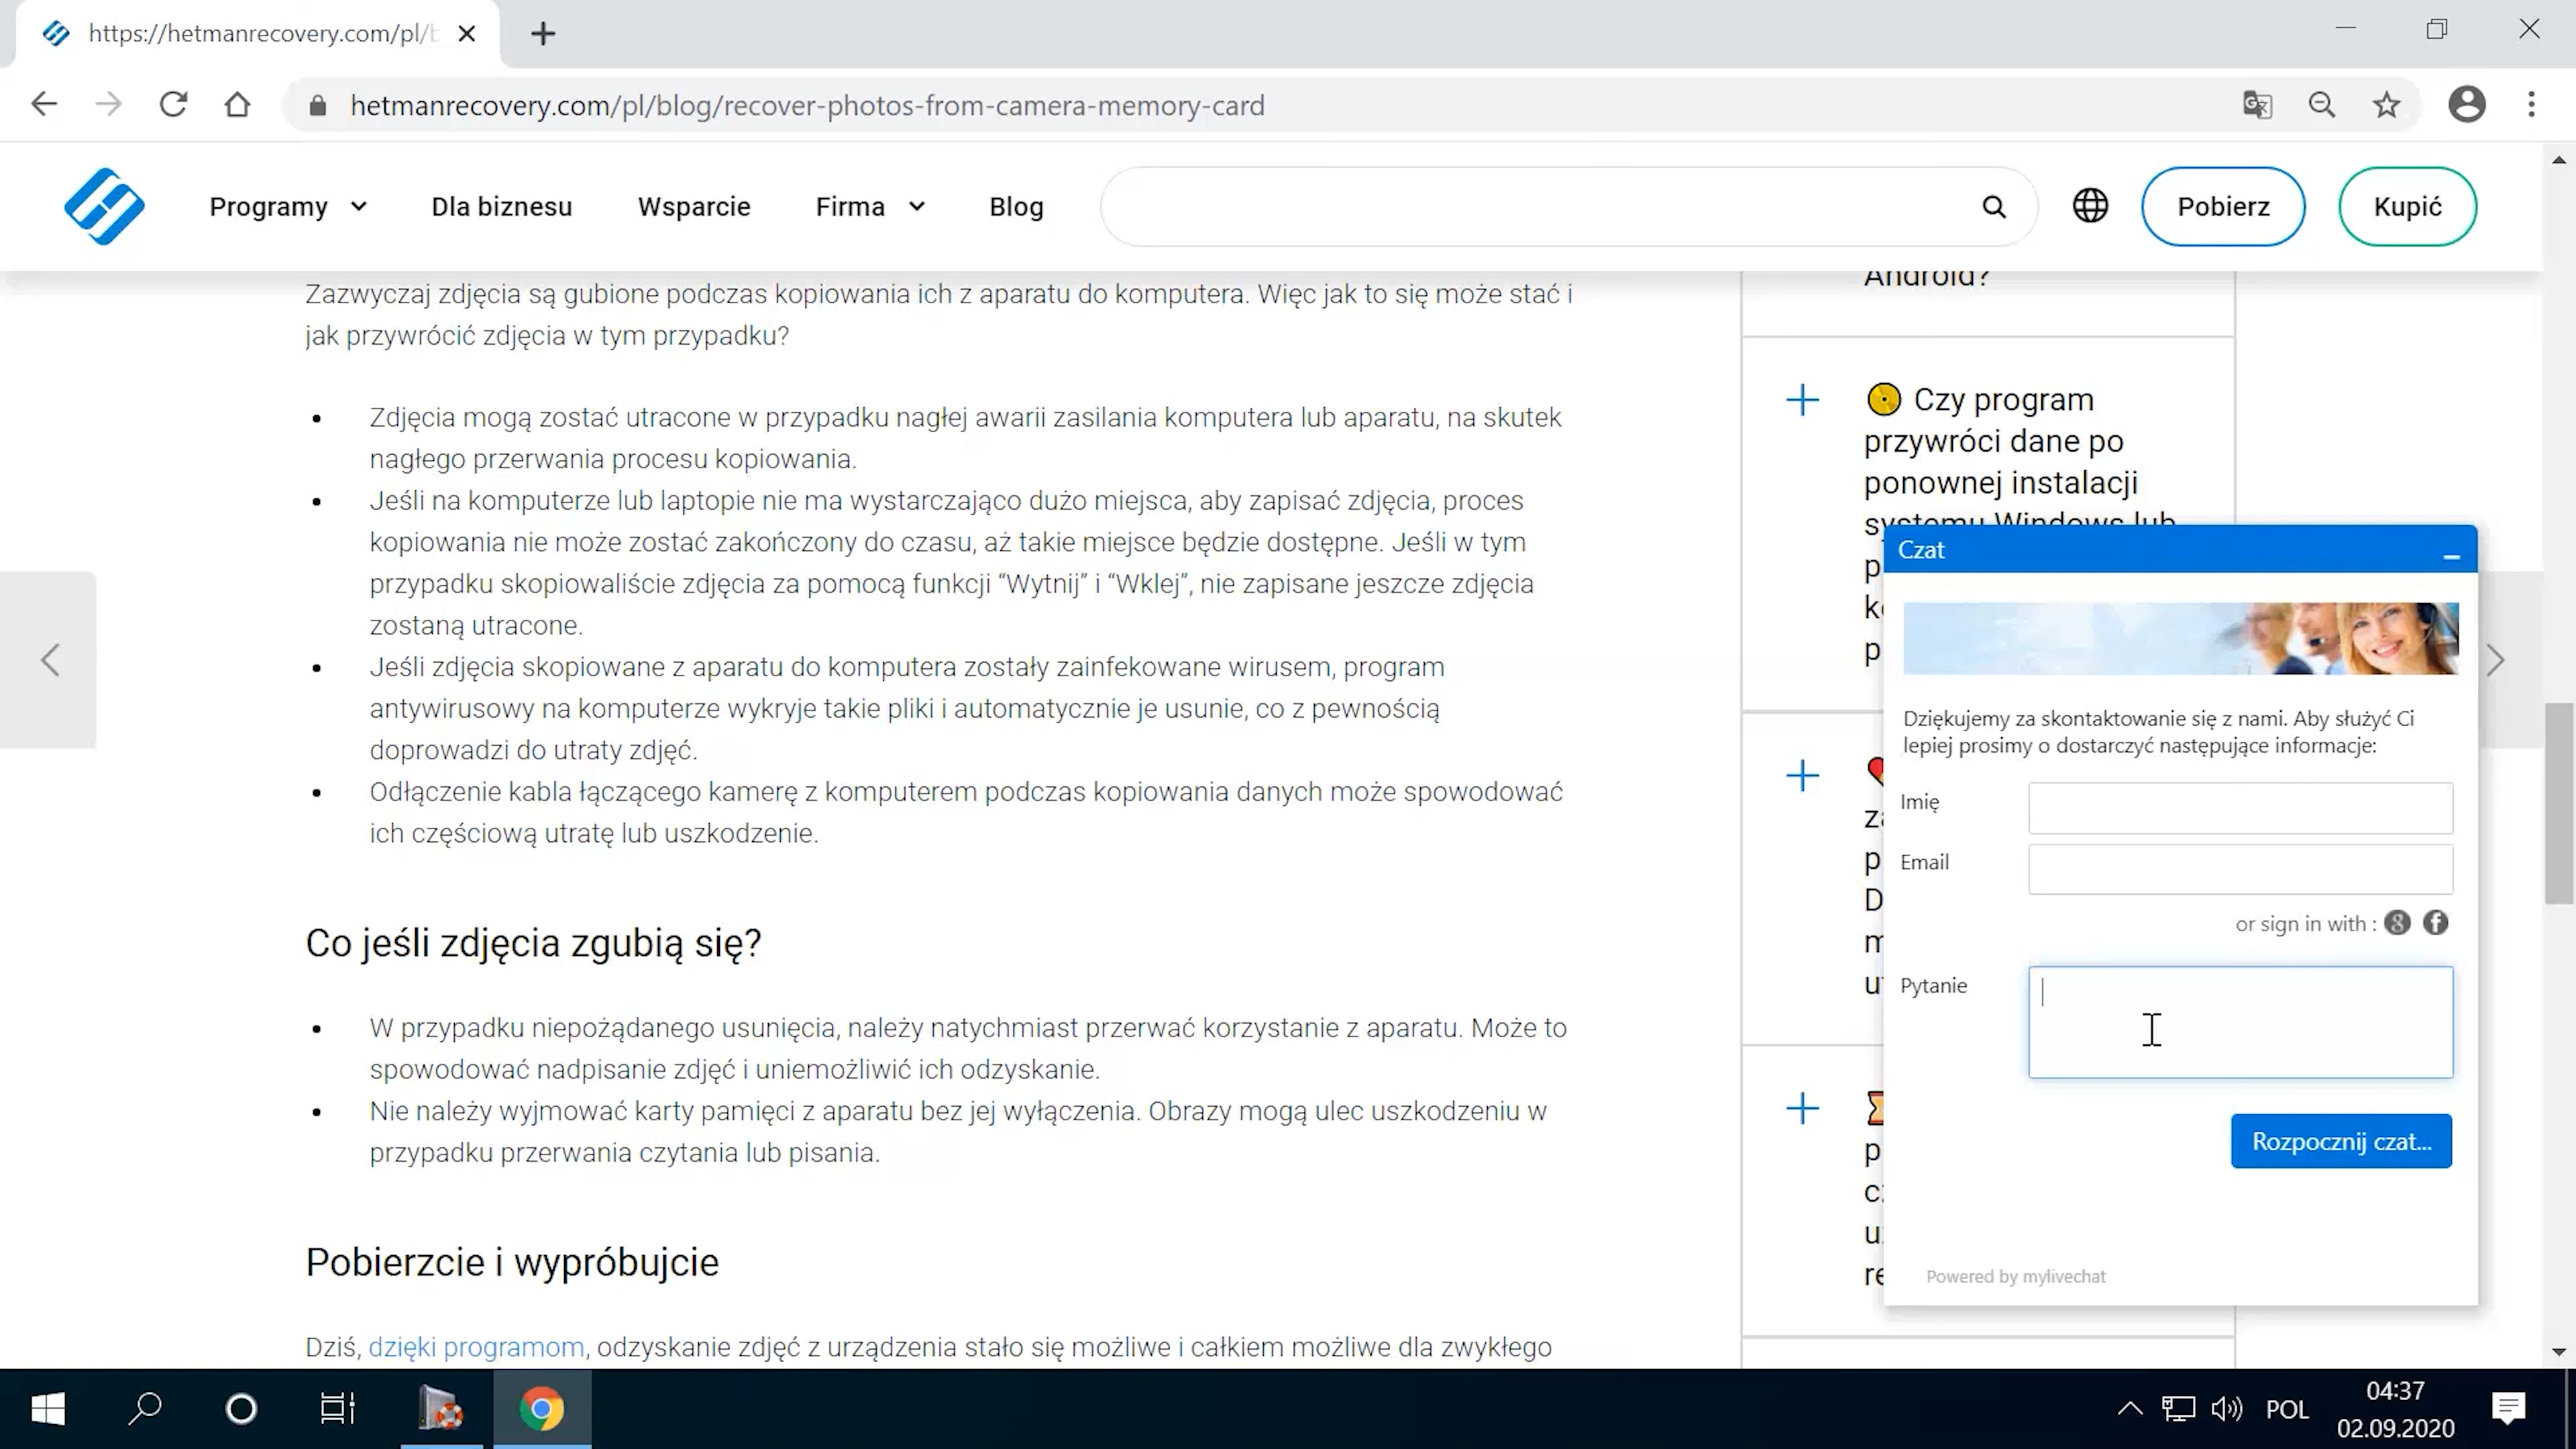 https://hetmanrecovery.com/pl/b
hetmanrecovery.com/pl/blog/recover-photos-from-camera-memory-card
Programy
Dla biznesu
Wsparcie
Firma
Blog
Pobierz
Kupić
Zazwyczaj zdjęcia są gubione podczas kopiowania ich z aparatu do komputera. Więc jak to się może stać i
jak przywrócić zdjęcia w tym przypadku?
• Zdjęcia mogą zostać utracone w przypadku nagłej awarii zasilania komputera lub aparatu, na skutek
nagłego przerwania procesu kopiowania.
• Jeśli na komputerze lub laptopie nie ma wystarczająco dużo miejsca, aby zapisać zdjęcia, proces
kopiowania nie może zostać zakończony do czasu, aż takie miejsce będzie dostępne. Jeśli w tym
przypadku skopiowaliście zdjęcia za pomocą funkcji “Wytnij” i “Wklej”, nie zapisane jeszcze zdjęcia
zostaną utracone.
• Jeśli zdjęcia skopiowane z aparatu do komputera zostały zainfekowane wirusem, program
antywirusowy na komputerze wykryje takie pliki i automatycznie je usunie, co z pewnością
doprowadzi do utraty zdjęć.
• Odłączenie kabla łączącego kamerę z komputerem podczas kopiowania danych może spowodować
ich częściową utratę lub uszkodzenie.
Co jeśli zdjęcia zgubią się?
• W przypadku niepożądanego usunięcia, należy natychmiast przerwać korzystanie z aparatu. Może to
spowodować nadpisanie zdjęć i uniemożliwić ich odzyskanie.
• Nie należy wyjmować karty pamięci z aparatu bez jej wyłączenia. Obrazy mogą ulec uszkodzeniu w
przypadku przerwania czytania lub pisania.
Pobierzcie i wypróbujcie
Dziś, dzięki programom, odzyskanie zdjęć z urządzenia stało się możliwe i całkiem możliwe dla zwykłego
Android?
Czy program
przywróci dane po
ponownej instalacji
systemu Windows lub
Czat
Dziękujemy za skontaktowanie się z nami. Aby służyć Ci
lepiej prosimy o dostarczyć następujące informacje:
Imię
Email
or sign in with :
Pytanie
Rozpocznij czat...
Powered by mylivechat
POL
04:37
02.09.2020